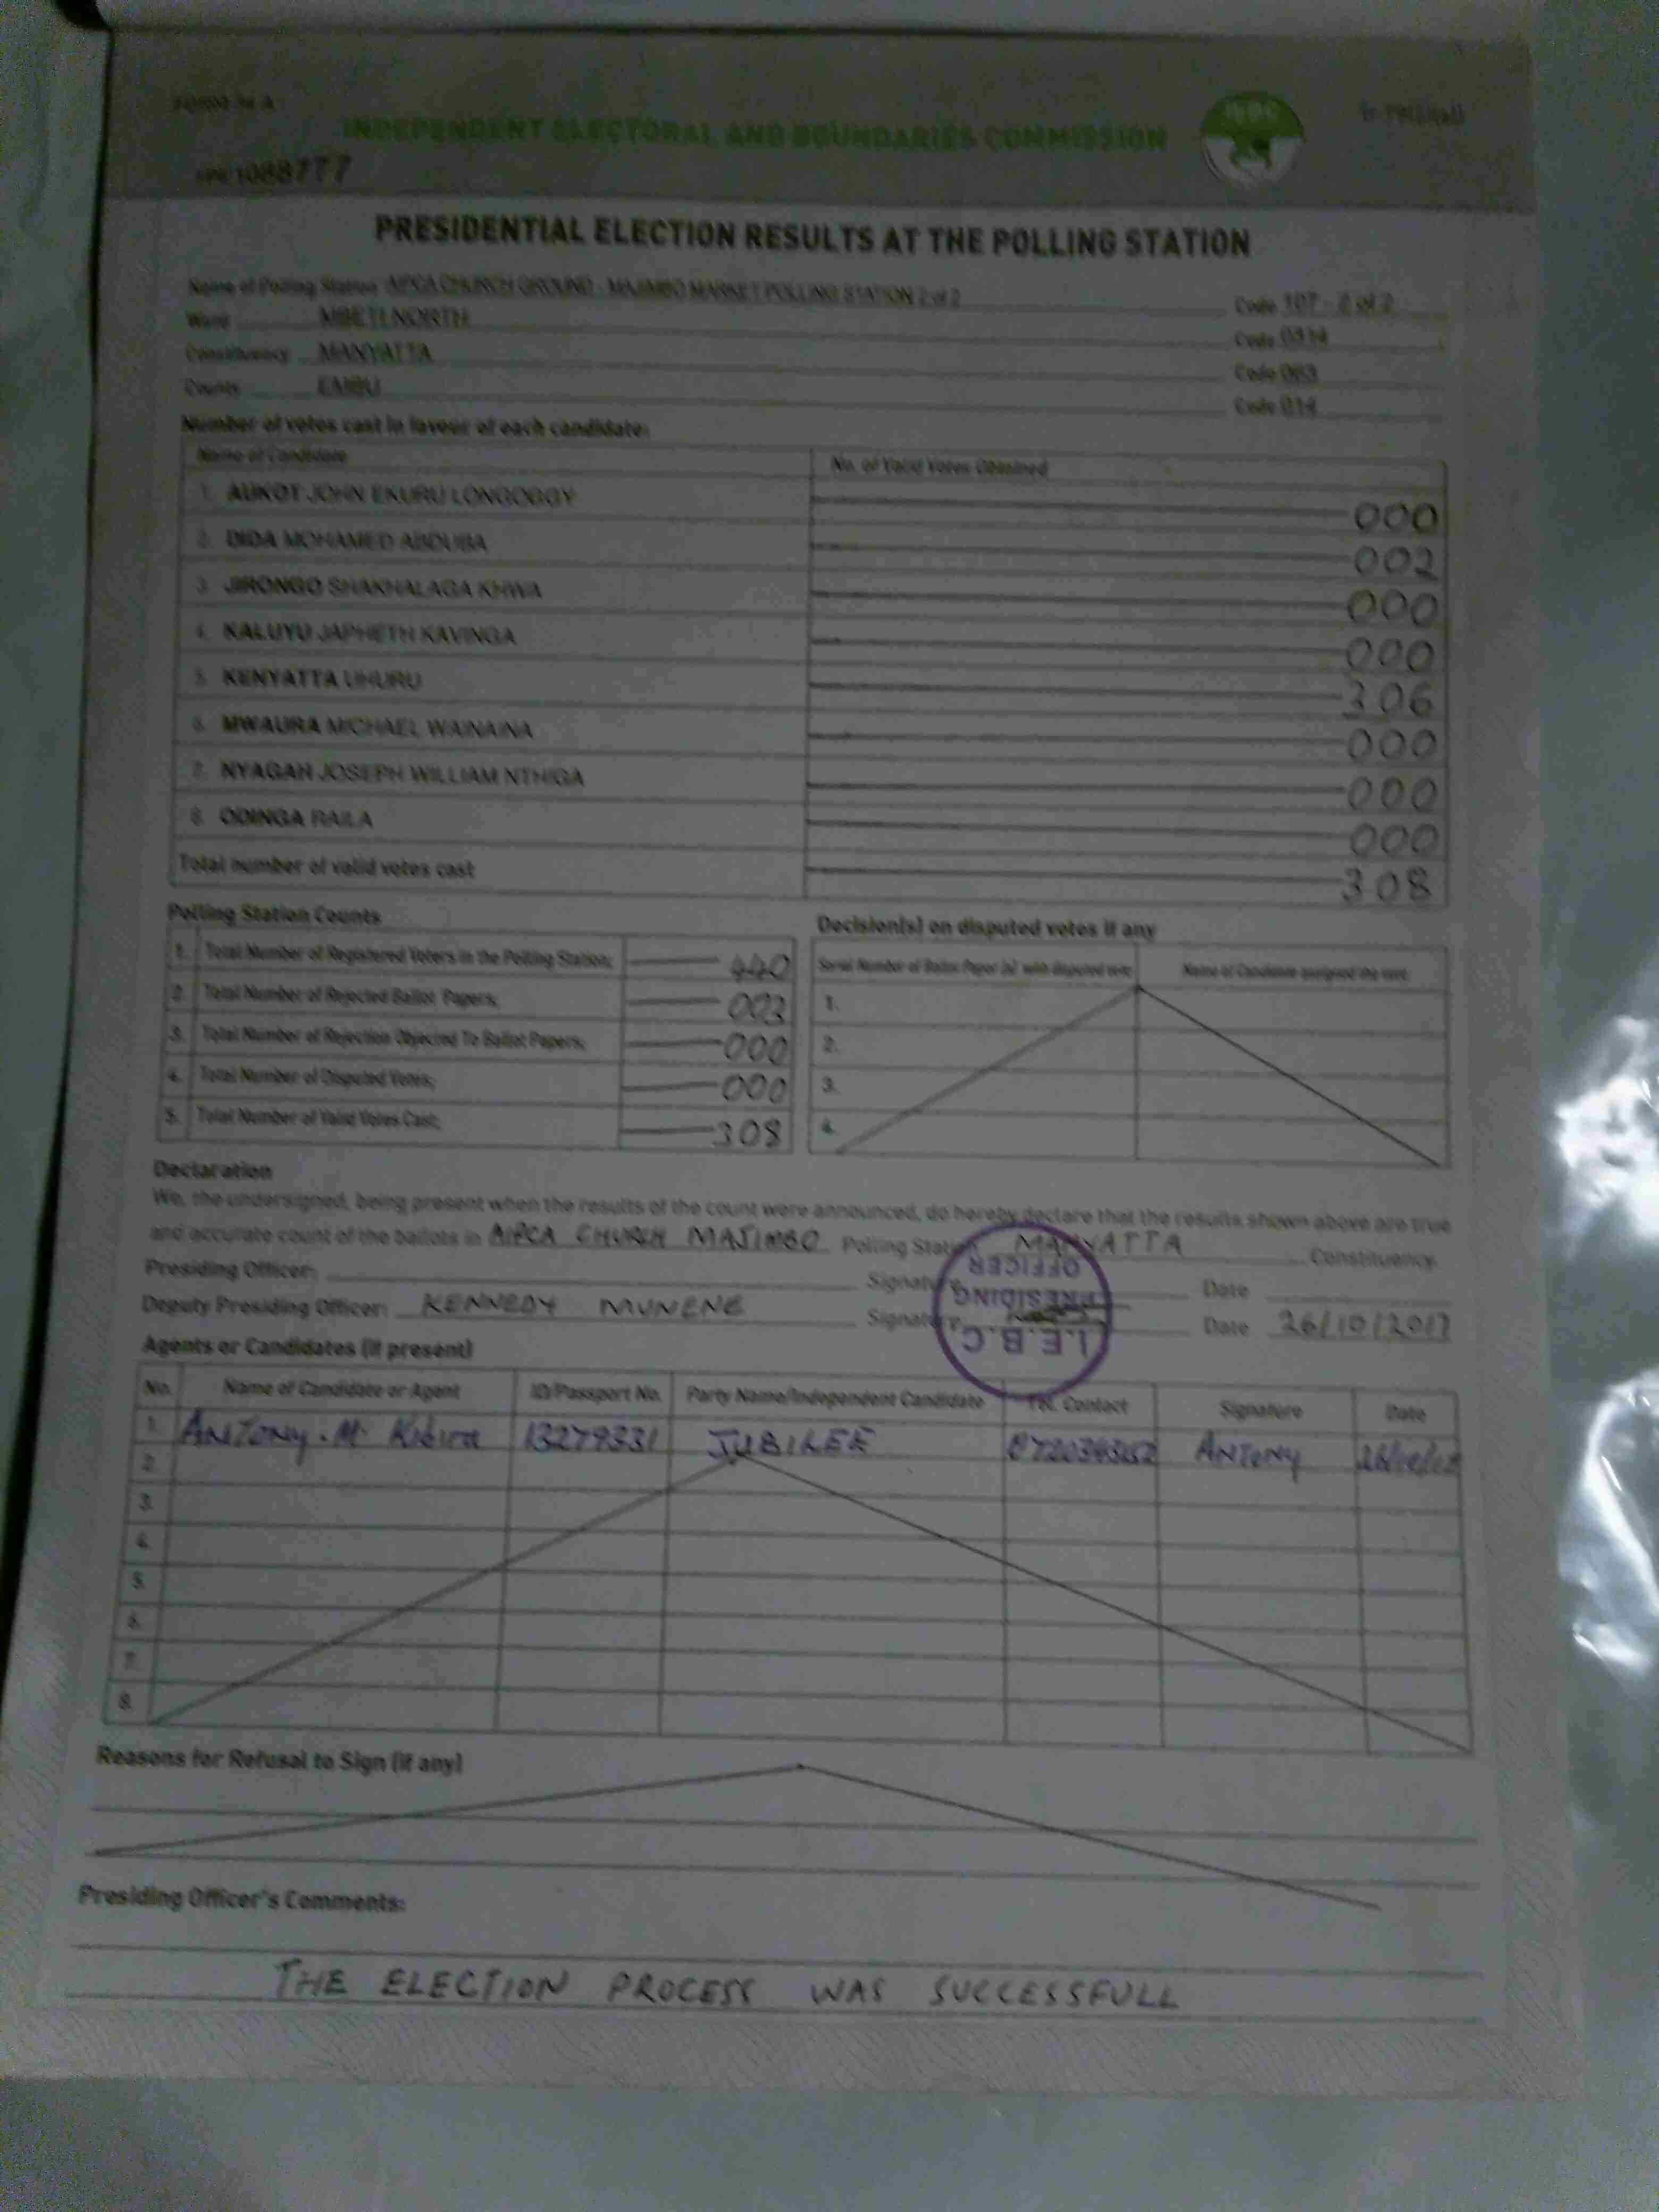 FORM 34 A
INDEPENDENT ELECTORAL AND BOUNDARIES COMMISSION
1088777
PRESIDENTIAL ELECTION RESULTS AT THE POLLING STATION
Name of Polling Station AIPCA CHURCH GROUND - MAJIMBO MARKET POLLING STATION 2 of 2 Code 107 - 2 of 2
Ward MBETI NORTH Code 0314
Constituency MANYATTA Code 063
County EMBU Code 014
Number of votes cast in favour of each candidate:
Name of Candidate No. of Valid Votes Obtained
1. AUKOT JOHN EKURU LONGOGGY 000
2. DIDA MOHAMED ABDUBA 002
3. JIRONGO SHAKHALAGA KHWA 000
4. KALUYU JAPHETH KAVINGA 000
5. KENYATTA UHURU 306
6. MWAURA MICHAEL WAINAINA 000
7. NYAGAH JOSEPH WILLIAM NTHIGA 000
8. ODINGA RAILA 000
Total number of valid votes cast 308
Polling Station Counts
1. Total Number of Registered Voters in the Polling Station; 440
2. Total Number of Rejected Ballot Papers;
3. Total Number of Rejection Objected To Ballot Papers; 000
4. Total Number of Disputed Votes; 000
5. Total Number of Valid Votes Cast; 308
Decision(s) on disputed votes if any
Serial Number of Ballot Paper (s) with disputed vote Name of Candidate assigned the vote
1.
2.
3.
4.
Declaration
We, the undersigned, being present when the results of the count were announced, do hereby declare that the results shown above are true
and accurate count of the ballots in AIPCA CHURCH MAJIMBO Polling Station MANYATTA Constituency.
Presiding Officer: Signature Date
Deputy Presiding Officer: KENNEDY MUNENE Signature Date 26/10/2017
I.E.B.C
PRESIDING
OFFICER
Agents or Candidates (if present)
No. Name of Candidate or Agent ID/Passport No. Party Name/Independent Candidate Tel. Contact Signature Date
1. ANTONY. M. 13279331 JUBILEE ANTONY
2.
3.
4.
5.
6.
7.
8.
Reasons for Refusal to Sign (if any)
Presiding Officer's Comments:
THE ELECTION PROCESS WAS SUCCESSFULL